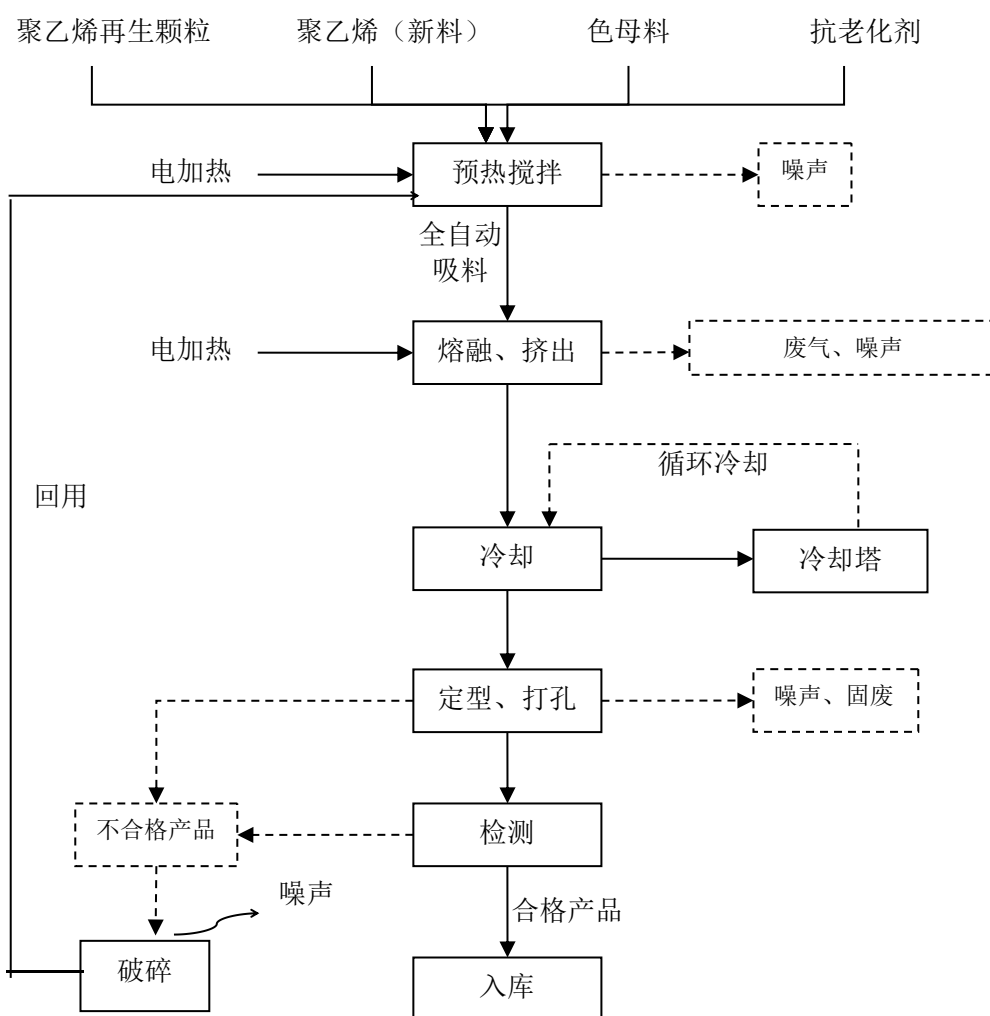 聚乙烯再生颗粒
聚乙烯（新料）
色母料
抗老化剂
电加热
预热搅拌
噪声
全自动
吸料
电加热
熔融、挤出
废气、噪声
循环冷却
回用
冷却
冷却塔
定型、打孔
噪声、固废
不合格产品
检测
噪声
合格产品
破碎
入库